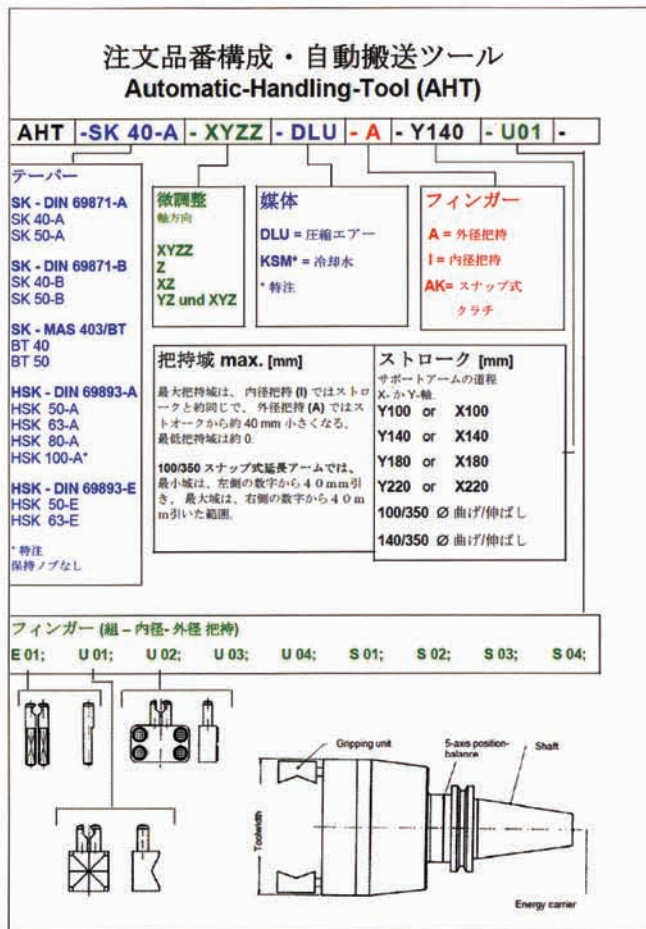 注文品番構成・自動搬送ツール
Automatic-Handling-Tool (AHT)
AHT -SK 40-A - XYZZ - DLU - A - Y140 - U01 -
テーパー
SK - DIN 69871-A
SK 40-A
SK 50-A
SK - DIN 69871-B
SK 40-B
SK 50-B
SK - MAS 403/BT
BT 40
BT 50
HSK - DIN 69893-A
HSK 50-A
HSK 63-A
HSK 80-A
HSK 100-A*
HSK - DIN 69893-E
HSK 50-E
HSK 63-E
* 特注
保持ノブなし
微調整
軸方向
XYZZ
Z
XZ
YZ und XYZ
媒体
DLU = 圧縮エアー
KSM* = 冷却水
* 特注
フィンガー
A = 外径把持
I = 内径把持
AK= スナップ式
クラチ
把持域 max. [mm]
最大把持域は、内径把持 (I) ではストロ
ークと約同じで、外径把持 (A) ではス
トオークから約 40 mm 小さくなる。
最低把持域は約 0.
100/350 スナップ式延長アームでは、
最小域は、左側の数字から４０mm引
き、最大域は、右側の数字から４０m
m引いた範囲.
ストローク [mm]
サポートアームの道程
X- か Y-軸.
Y100 or X100
Y140 or X140
Y180 or X180
Y220 or X220
100/350 Ø 曲げ/伸ばし
140/350 Ø 曲げ/伸ばし
フィンガー (組 – 内径- 外径 把持)
E 01; U 01; U 02; U 03; U 04; S 01; S 02; S 03; S 04;
Gripping unit
5-axis position-
balance
Shaft
Toolwidth
Energy carrier